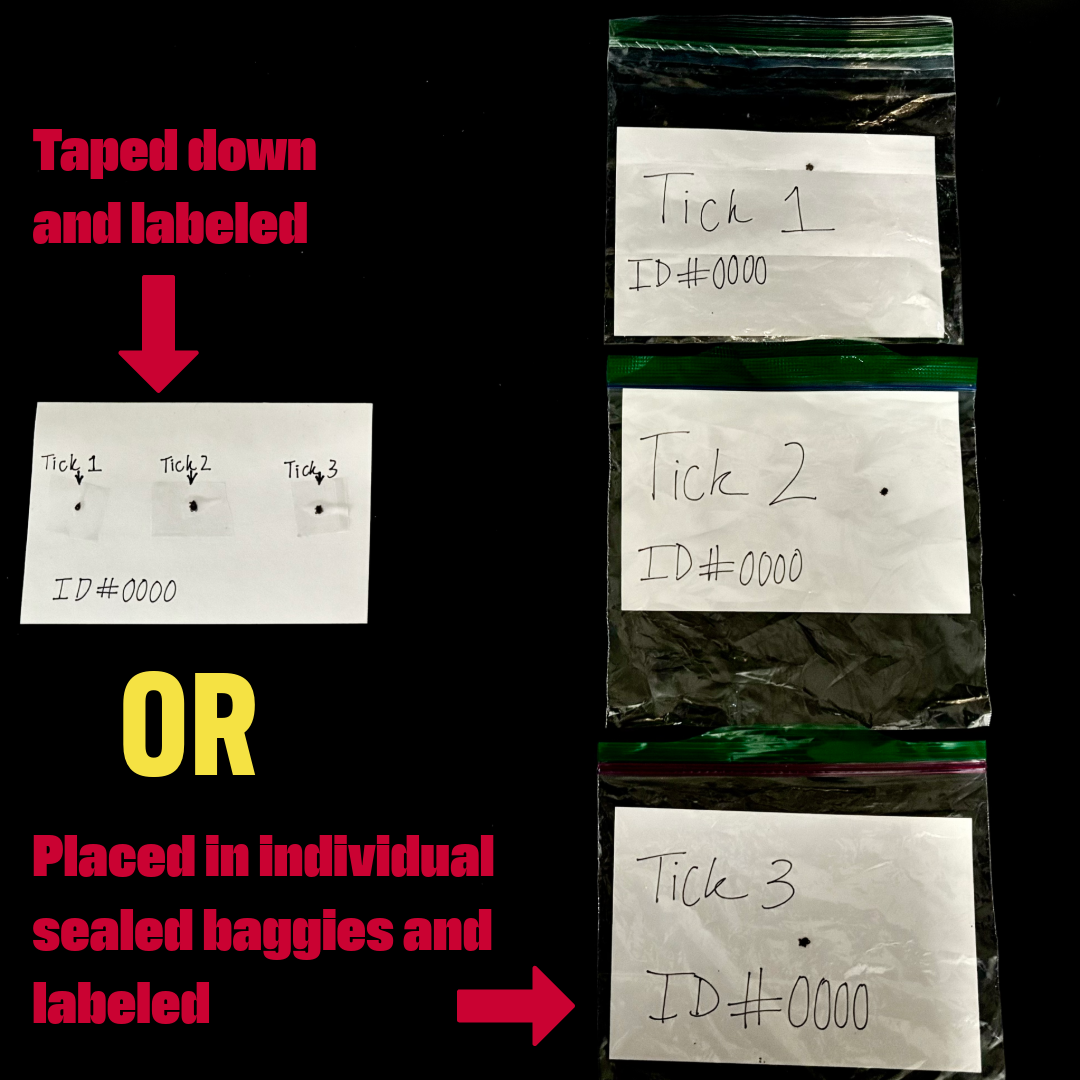 Taped down
and labeled
Tick 1 Tick 2 Tick 3
ID#0000
OR
Placed in individual
sealed baggies and
labeled
Tick 1
ID#0000
Tick 2
ID#0000
Tick 3
ID#0000